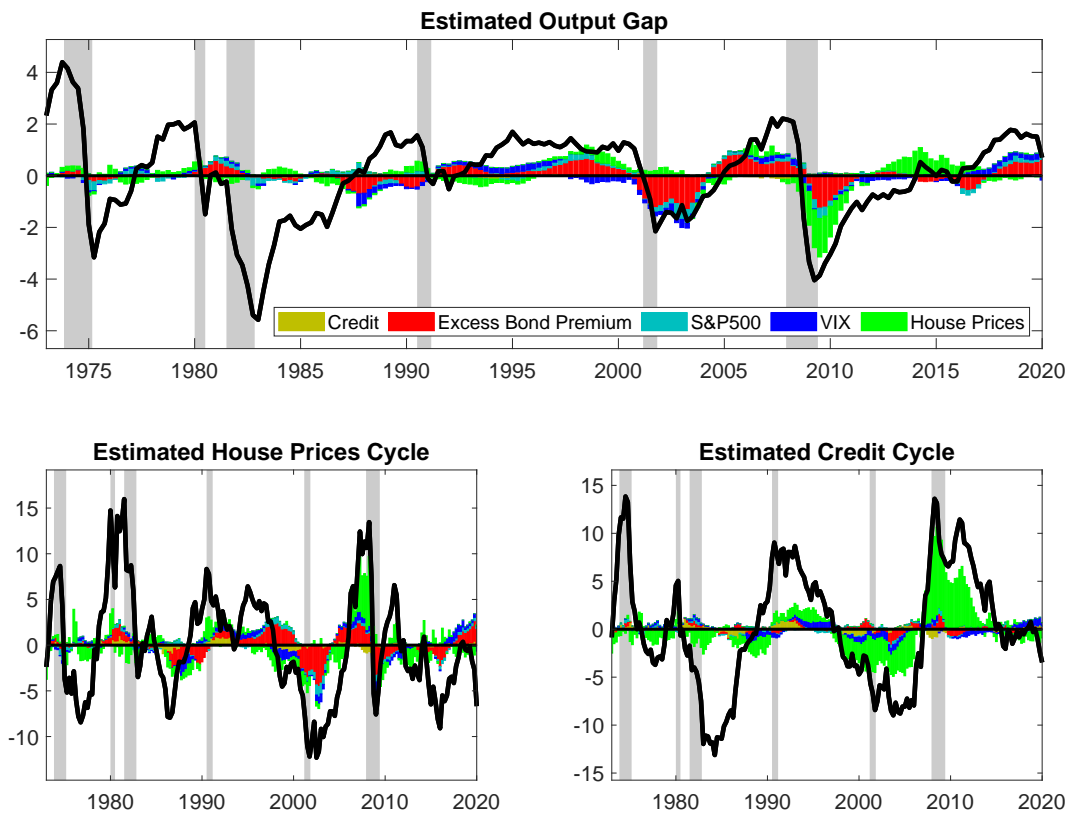 Estimated Output Gap
4
2
0
-2
-4
-6
Credit
Excess Bond Premium
S&P500
VIX
House Prices
1975 1980 1985 1990 1995 2000 2005 2010 2015 2020
Estimated House Prices Cycle
15
10
5
0
-5
-10
1980 1990 2000 2010 2020
Estimated Credit Cycle
15
10
5
0
-5
-10
-15
1980 1990 2000 2010 2020